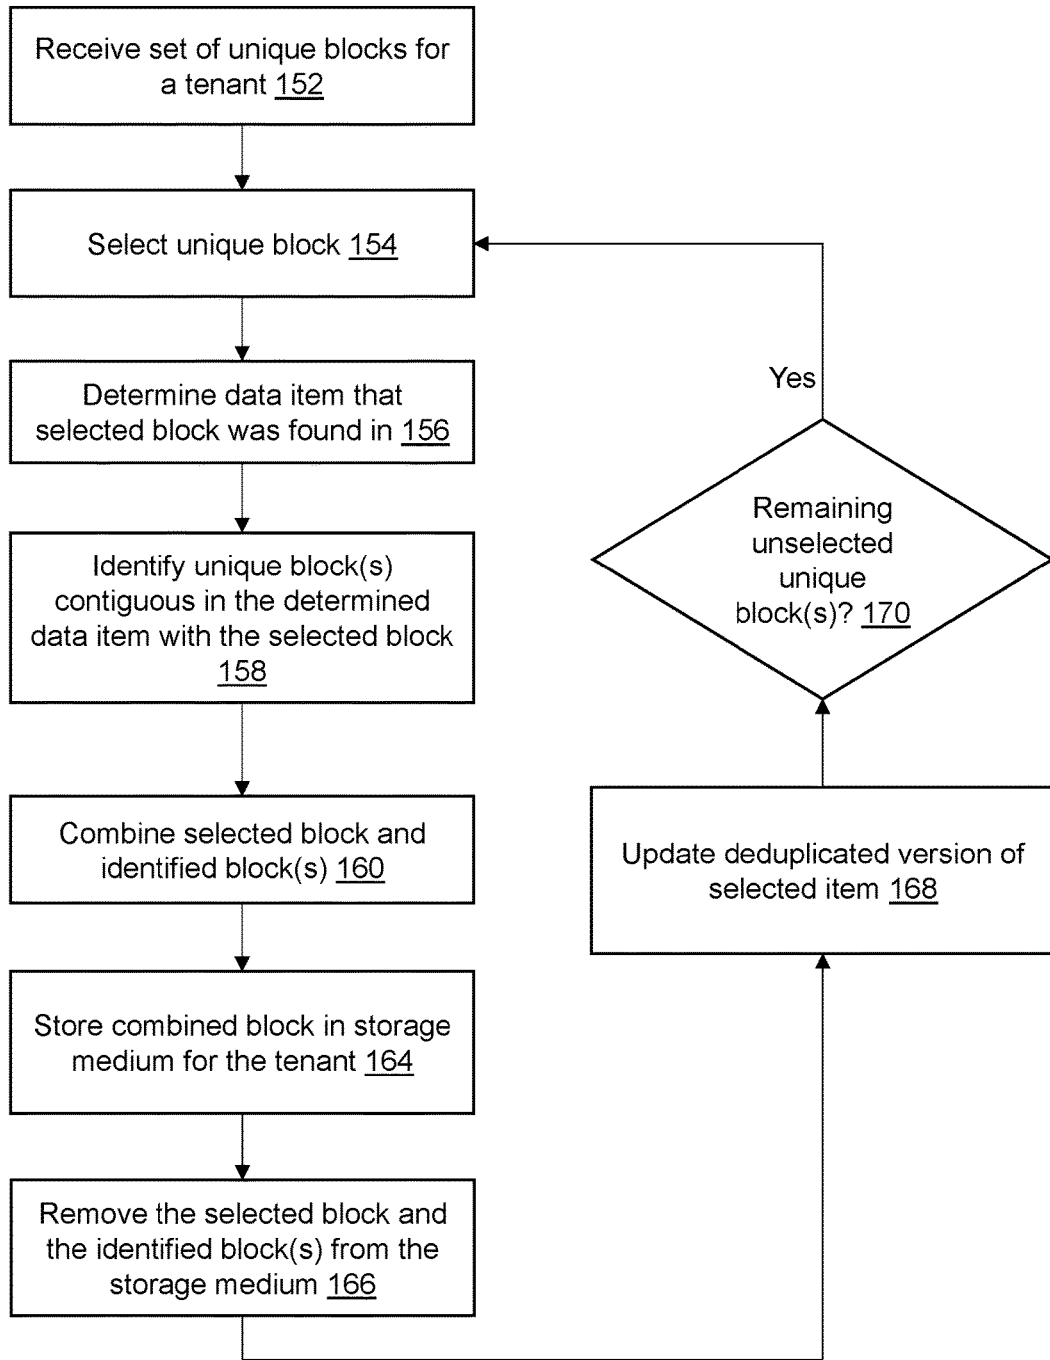 Receive set of unique blocks for
a tenant 152
Select unique block 154
Determine data item that
selected block was found in 156
Identify unique block(s)
contiguous in the determined
data item with the selected block
158
Combine selected block and
identified block(s) 160
Store combined block in storage
medium for the tenant 164
Remove the selected block and
the identified block(s) from the
storage medium 166
Update deduplicated version of
selected item 168
Remaining
unselected
unique
block(s)? 170
Yes